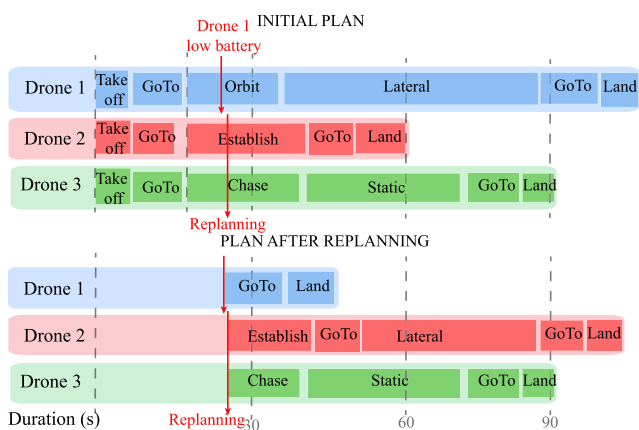 INITIAL PLAN
Drone 1
low battery
Drone 1 Take off GoTo Orbit Lateral GoTo Land
Drone 2 Take off GoTo Establish GoTo Land
Drone 3 Take off GoTo Chase Static GoTo Land
Replanning
PLAN AFTER REPLANNING
Drone 1 GoTo Land
Drone 2 Establish GoTo Lateral GoTo Land
Drone 3 Chase Static GoTo Land
Duration (s) Replanning 30 60 90